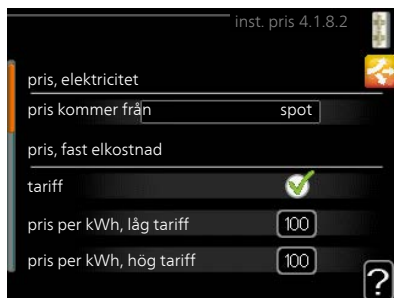 inst. pris 4.1.8.2
pris, elektricitet
pris kommer från spot
pris, fast elkostnad
tariff
pris per kWh, låg tariff 100
pris per kWh, hög tariff 100
?